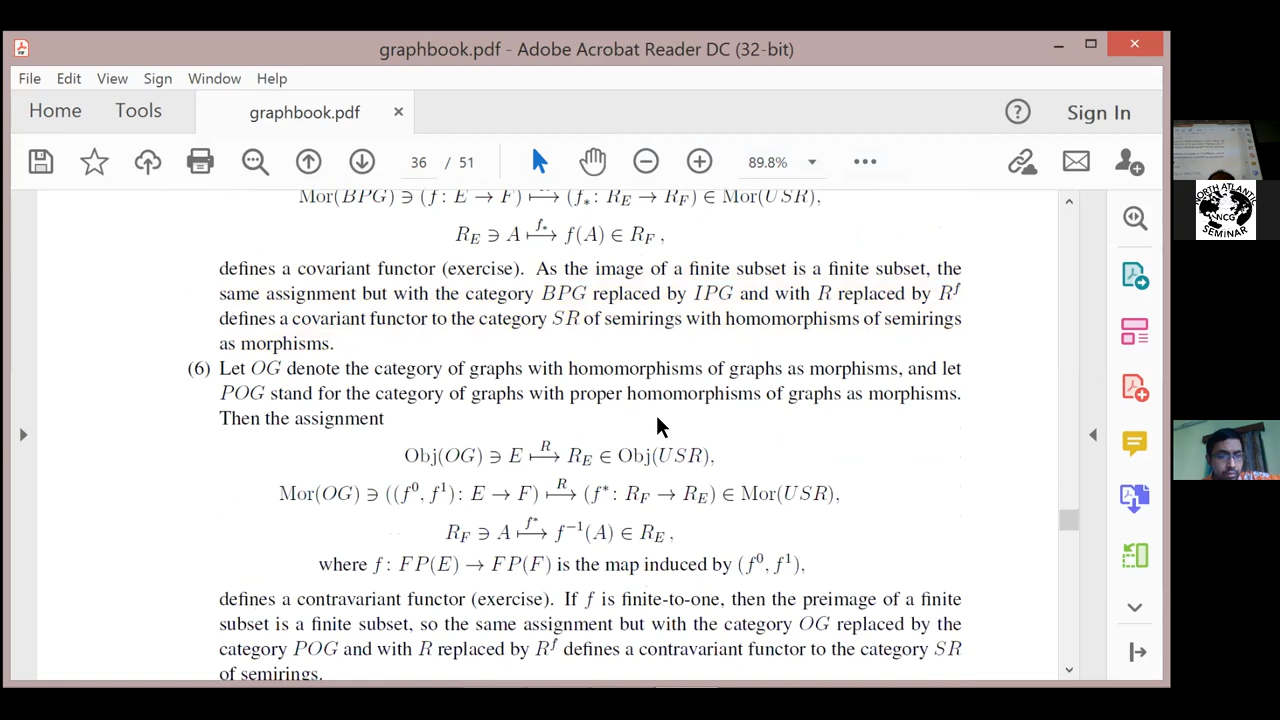 graphbook.pdf - Adobe Acrobat Reader DC (32-bit)
File Edit View Sign Window Help
Home Tools graphbook.pdf × Sign In
36 / 51 89.8%
Mor(BPG) ∋ (f : E → F) ⟼ (f∗ : R_E → R_F) ∈ Mor(USR),
R_E ∋ A ⟼^{f∗} f(A) ∈ R_F ,
defines a covariant functor (exercise). As the image of a finite subset is a finite subset, the
same assignment but with the category BPG replaced by IPG and with R replaced by R^f
defines a covariant functor to the category SR of semirings with homomorphisms of semirings
as morphisms.
(6) Let OG denote the category of graphs with homomorphisms of graphs as morphisms, and let
POG stand for the category of graphs with proper homomorphisms of graphs as morphisms.
Then the assignment
Obj(OG) ∋ E ⟼^{R} R_E ∈ Obj(USR),
Mor(OG) ∋ ((f^0, f^1) : E → F) ⟼^{R} (f^* : R_F → R_E) ∈ Mor(USR),
R_F ∋ A ⟼^{f^*} f^{−1}(A) ∈ R_E ,
where f : FP(E) → FP(F) is the map induced by (f^0, f^1),
defines a contravariant functor (exercise). If f is finite-to-one, then the preimage of a finite
subset is a finite subset, so the same assignment but with the category OG replaced by the
category POG and with R replaced by R^f defines a contravariant functor to the category SR
of semirings.
NORTH ATLANTIC
NCG
SEMINAR